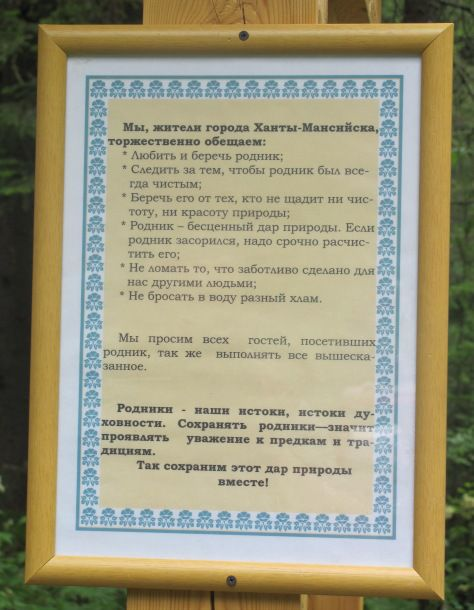 Мы, жители города Ханты-Мансийска,
торжественно обещаем:
* Любить и беречь родник;
* Следить за тем, чтобы родник был все-
гда чистым;
* Беречь его от тех, кто не щадит ни чис-
тоту, ни красоту природы;
* Родник – бесценный дар природы. Если
родник засорился, надо срочно расчис-
тить его;
* Не ломать то, что заботливо сделано для
нас другими людьми;
* Не бросать в воду разный хлам.
Мы просим всех гостей, посетивших
родник, так же выполнять все вышеска-
занное.
Родники - наши истоки, истоки ду-
ховности. Сохранять родники—значит
проявлять уважение к предкам и тра-
дициям.
Так сохраним этот дар природы
вместе!